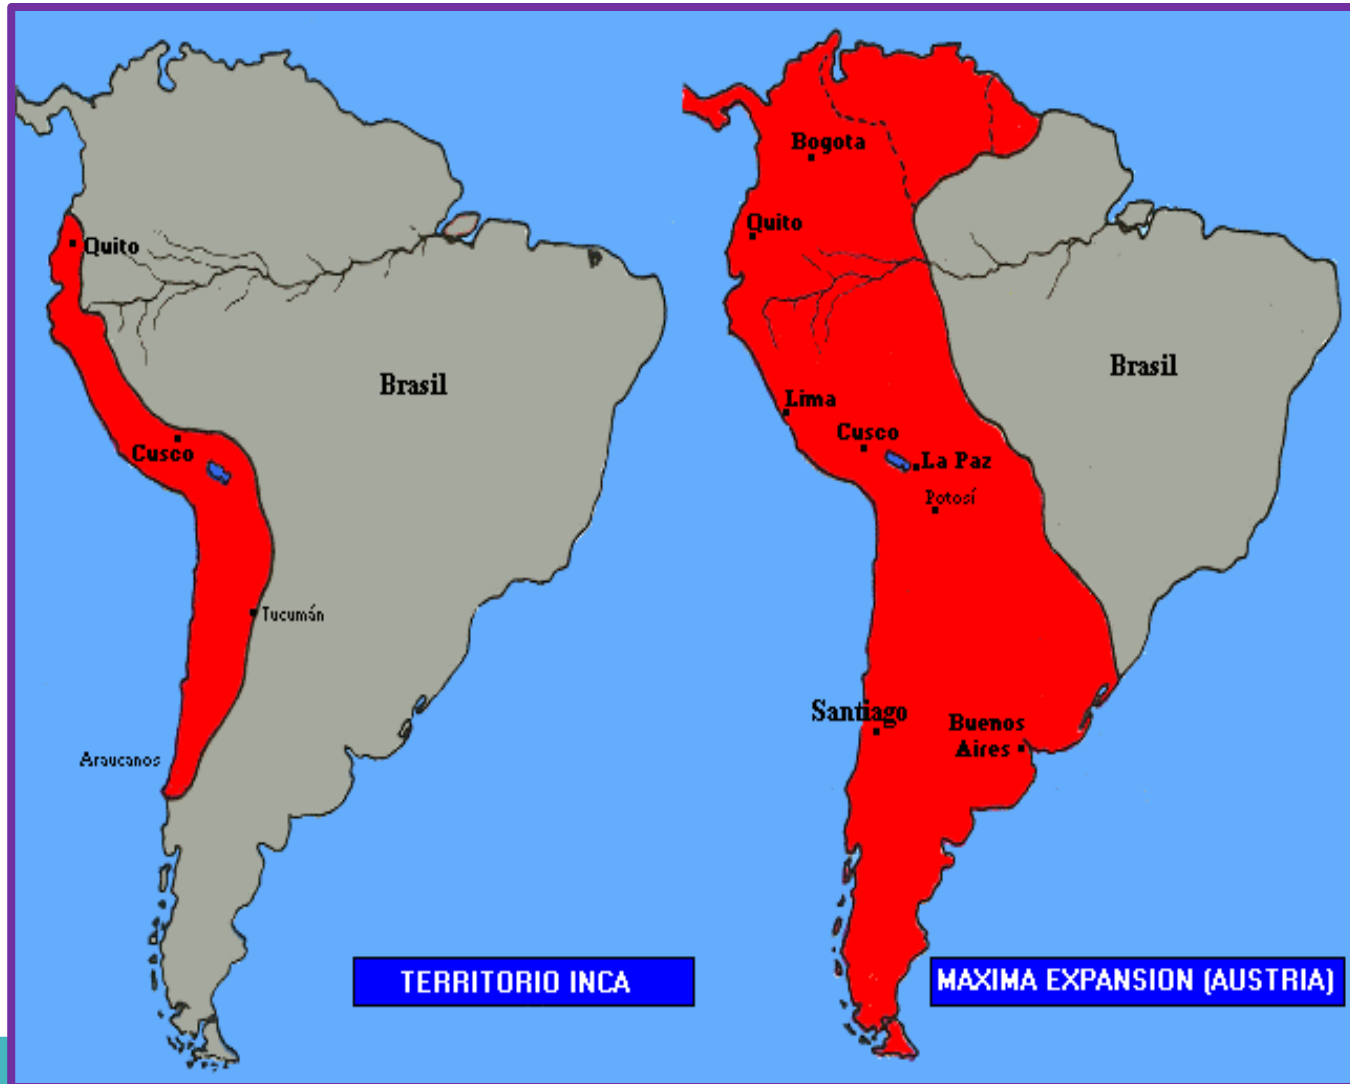 Quito
Brasil
Cusco
Tucumán
Araucanos
TERRITORIO INCA
Bogota
Quito
Brasil
Lima
Cusco
La Paz
Potosí
Santiago
Buenos
Aires
MAXIMA EXPANSION (AUSTRIA)